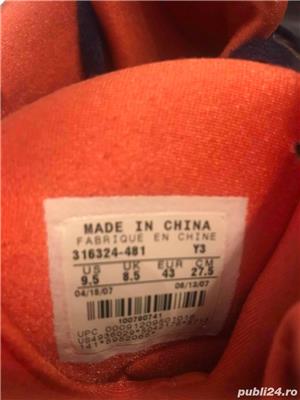 MADE IN CHINA
FABRIQUE EN CHINE
316324-481 Y3
US UK EUR CM
9.5 8.5 43 27.5
04/18/07 06/13/07
100780741
UPC
publi24.ro